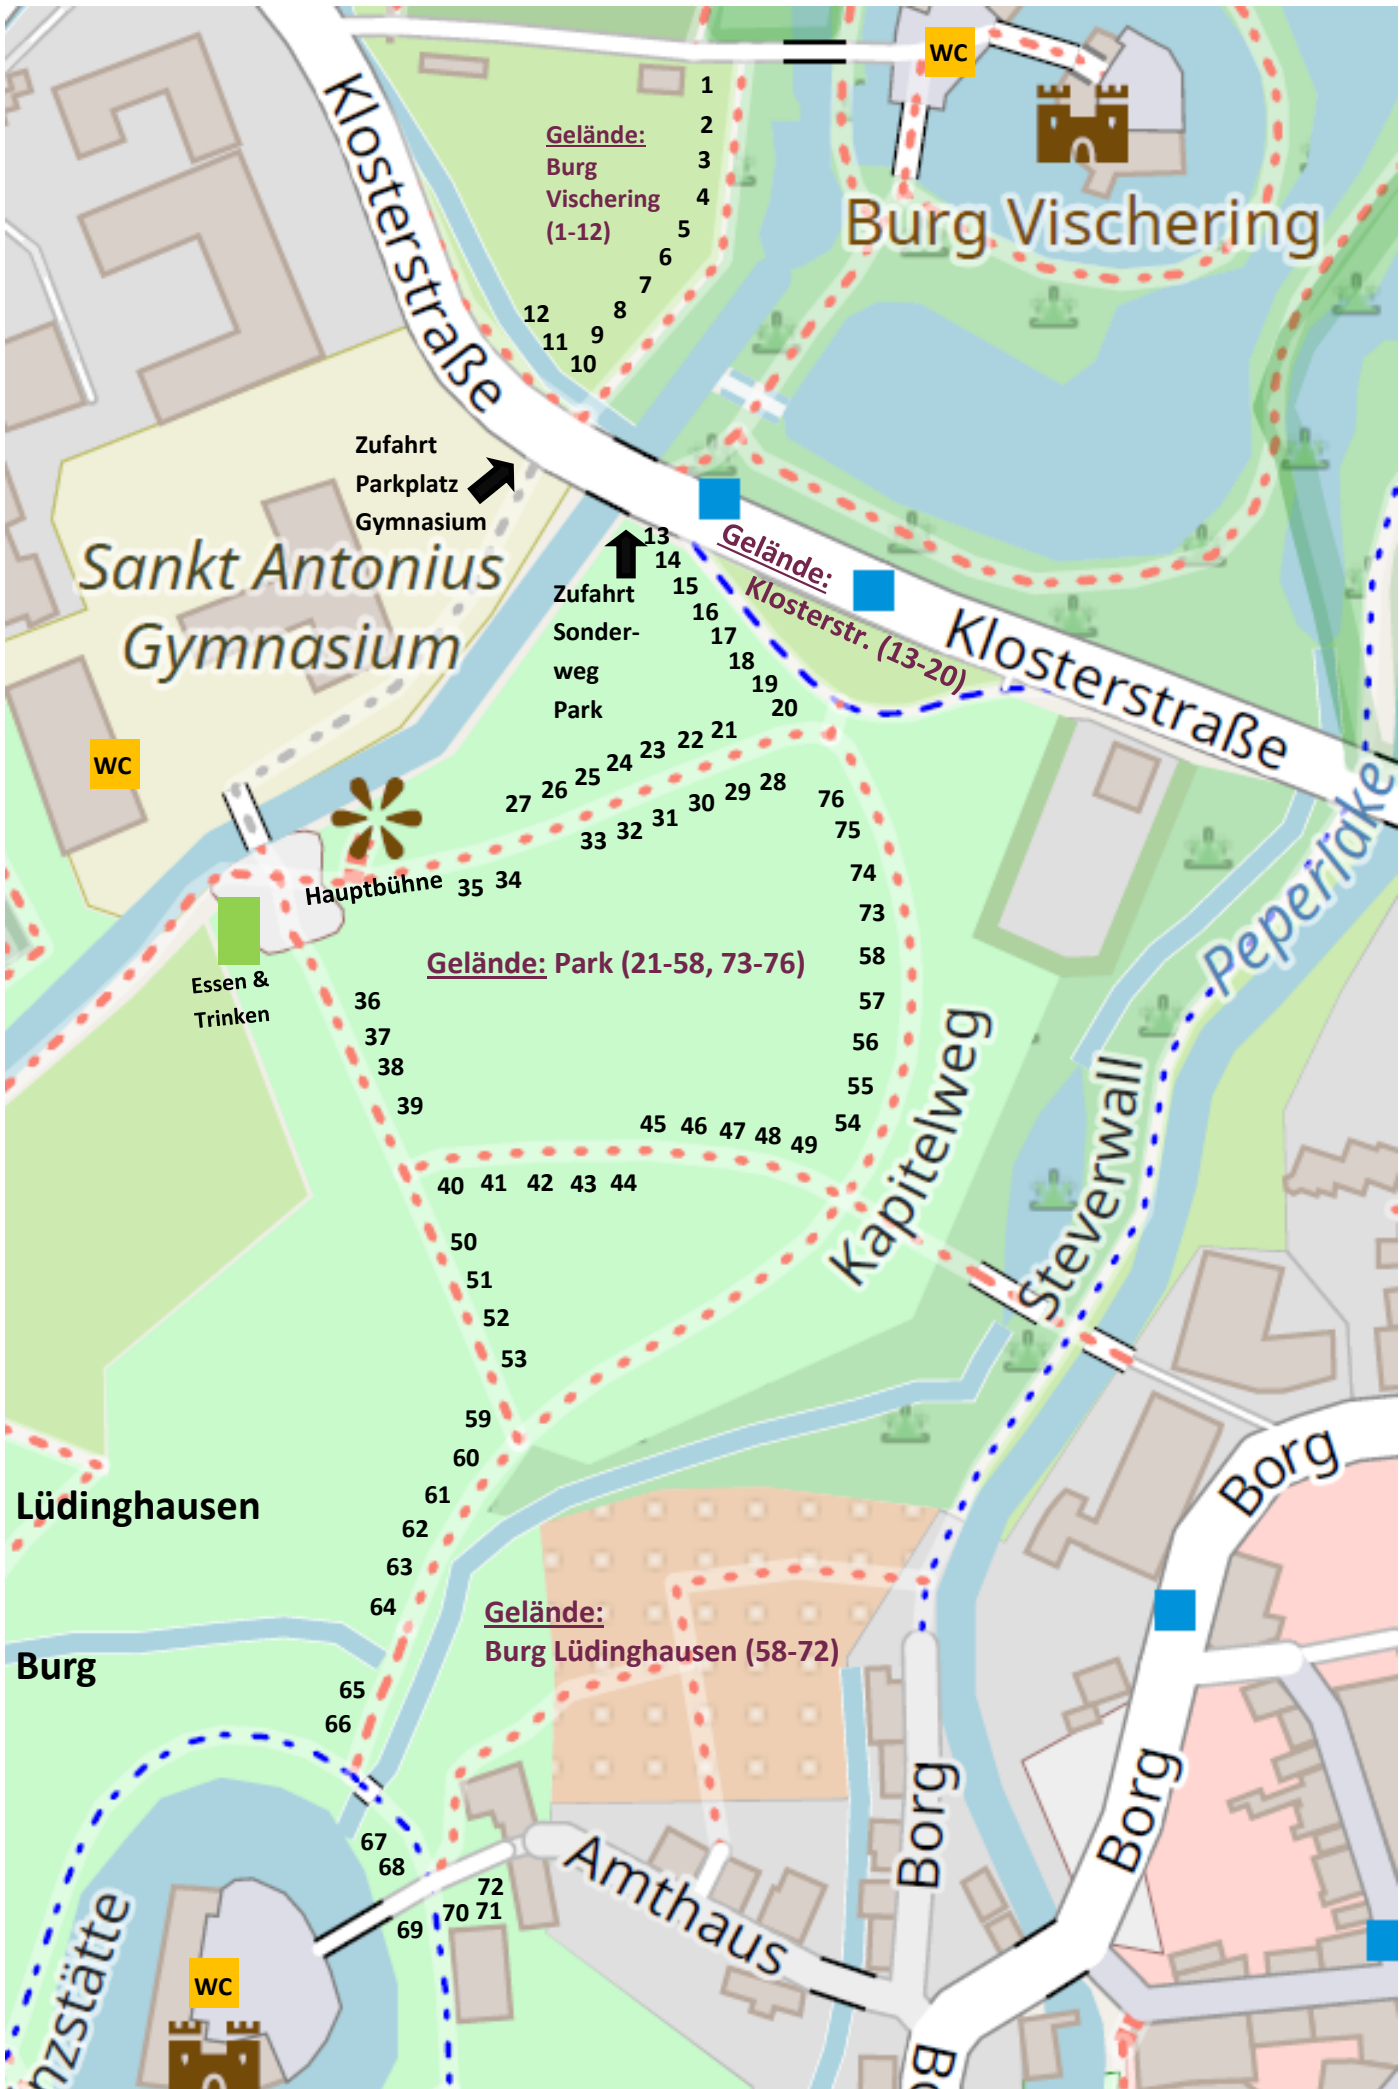 WC
1
2
3
4
5
6
7
8
9
10
11
12
Gelände:
Burg
Vischering
(1-12)
Burg Vischering
Klosterstraße
Zufahrt
Parkplatz
Gymnasium
Sankt Antonius
Gymnasium
13
14
15
16
17
18
19
20
Zufahrt
Sonder-
weg
Park
Gelände:
Klosterstr. (13-20)
Klosterstraße
Peperlake
WC
21
22
23
24
25
26
27
28
29
30
31
32
33
34
35
Hauptbühne
Essen &
Trinken
76
75
74
73
58
57
56
55
54
Gelände: Park (21-58, 73-76)
36
37
38
39
Kapitelweg
Steverwall
45 46 47 48 49
40 41 42 43 44
50
51
52
53
59
60
61
62
63
64
Lüdinghausen
Burg
Gelände:
Burg Lüdinghausen (58-72)
65
66
67
68
69
70
71
72
Borg
Borg
Borg
Amthaus
WC
nzstätte
Bo